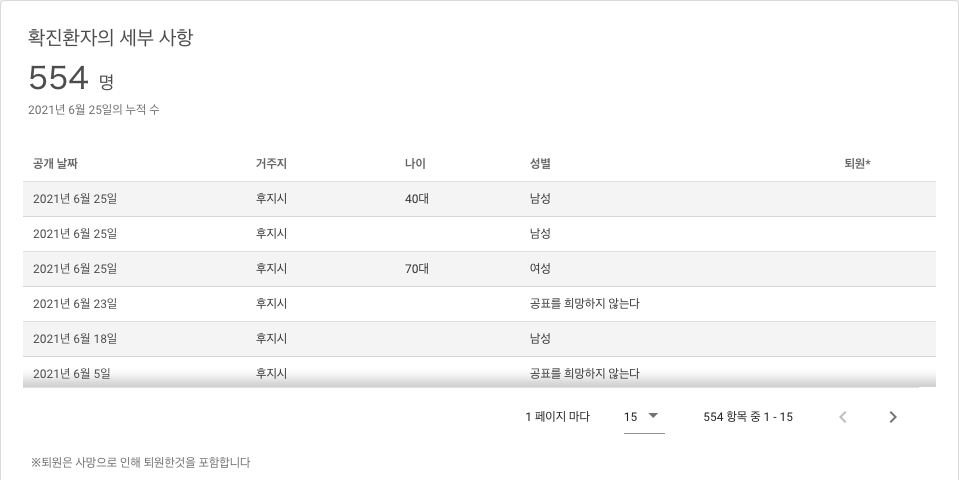 확진환자의 세부 사항
554 명
2021년 6월 25일의 누적 수
공개 날짜 거주지 나이 성별 퇴원*
2021년 6월 25일 후지시 40대 남성
2021년 6월 25일 후지시 남성
2021년 6월 25일 후지시 70대 여성
2021년 6월 23일 후지시 공표를 희망하지 않는다
2021년 6월 18일 후지시 남성
2021년 6월 5일 후지시 공표를 희망하지 않는다
1 페이지 마다 15 554 항목 중 1 - 15
※퇴원은 사망으로 인해 퇴원한것을 포함합니다